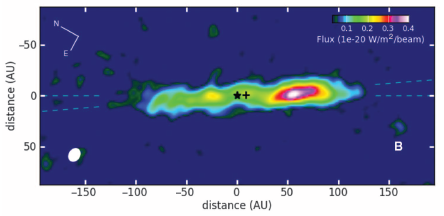 N
E
0.1 0.2 0.3 0.4
Flux (1e-20 W/m²/beam)
distance (AU)
−50
0
50
B
−150 −100 −50 0 50 100 150
distance (AU)